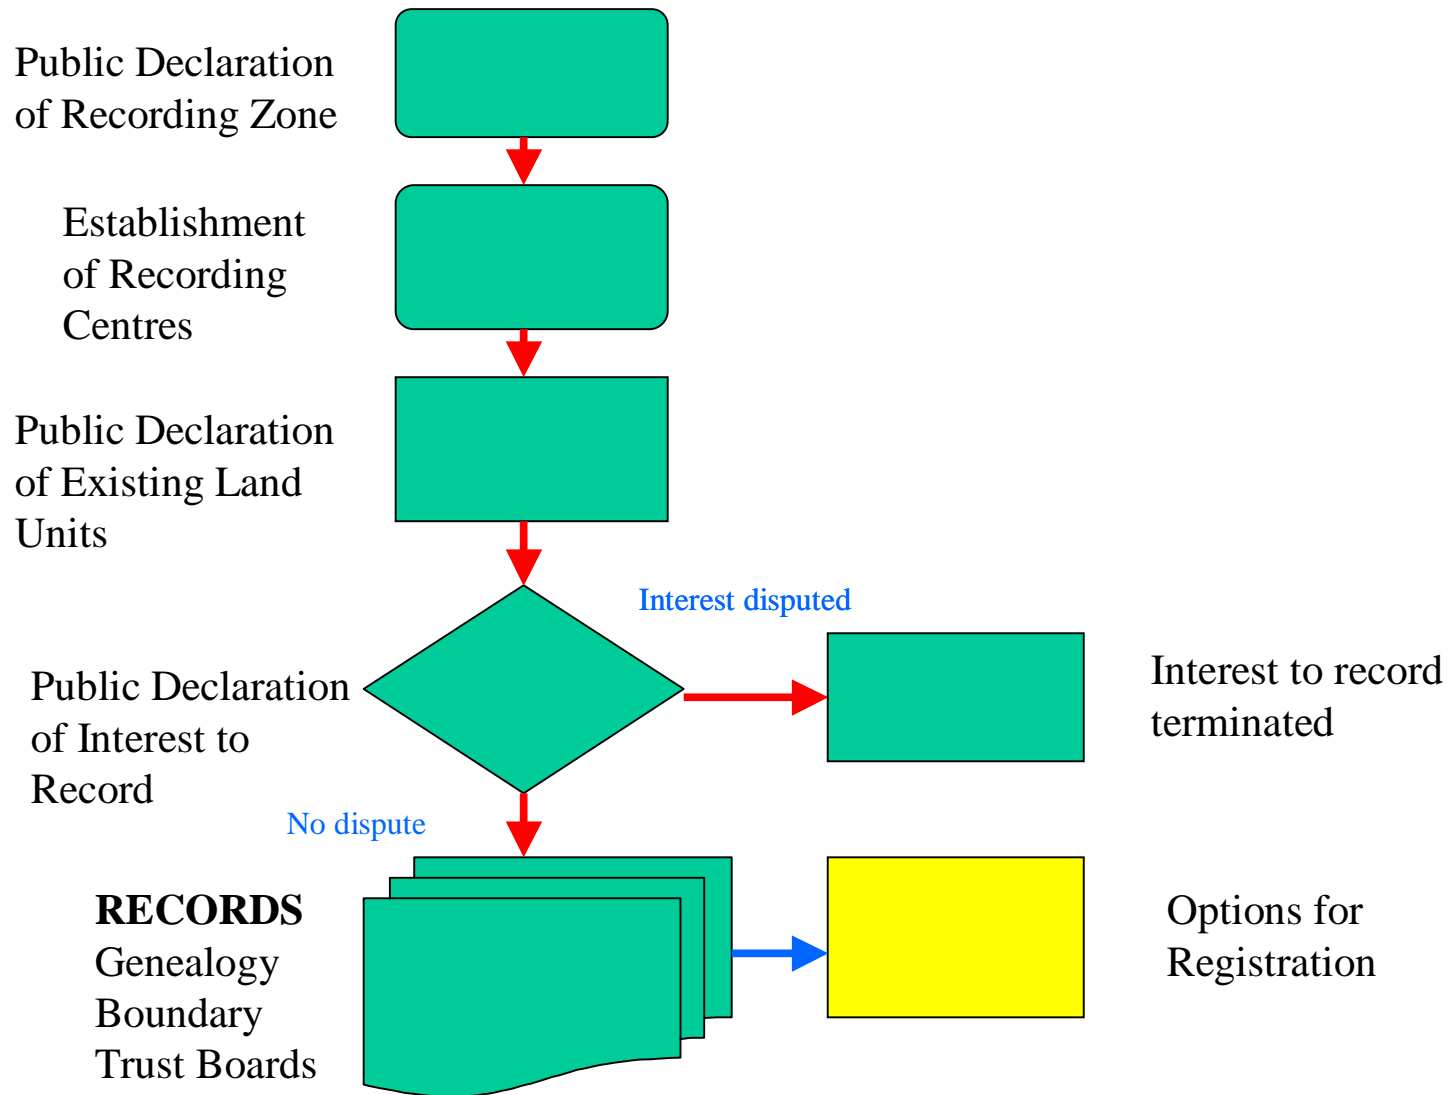 Public Declaration
of Recording Zone
Establishment
of Recording
Centres
Public Declaration
of Existing Land
Units
Interest disputed
Public Declaration
of Interest to
Record
Interest to record
terminated
No dispute
RECORDS
Genealogy
Boundary
Trust Boards
Options for
Registration